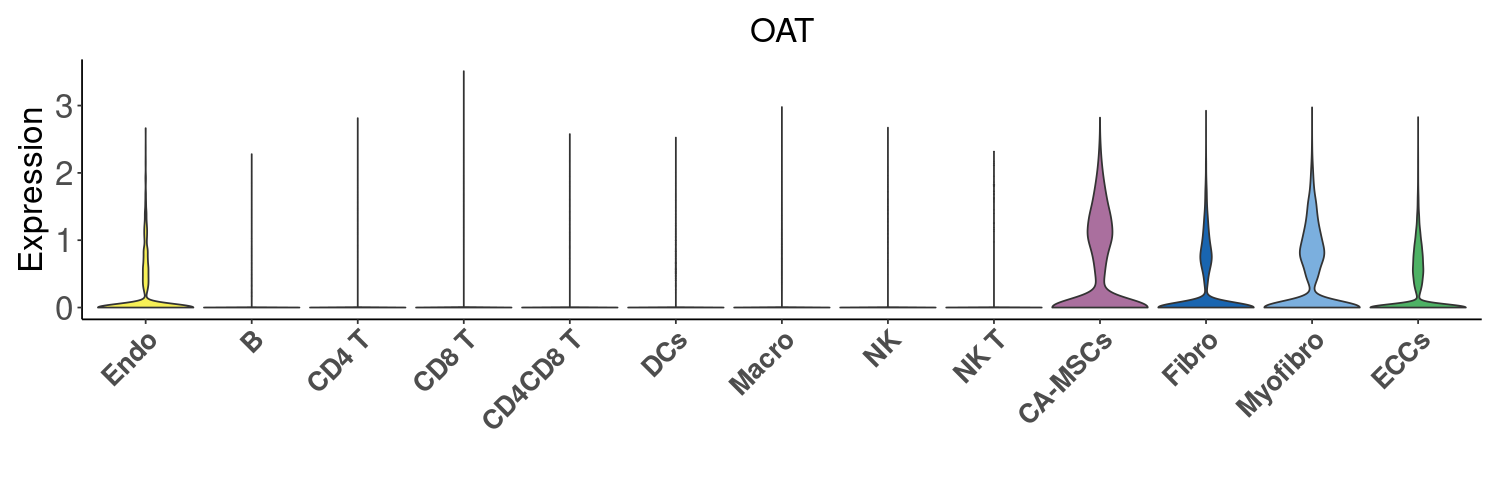 OAT
Expression
3
2
1
0
Endo
B
CD4 T
CD8 T
CD4CD8 T
DCs
Macro
NK
NK T
CA-MSCs
Fibro
Myofibro
ECCs